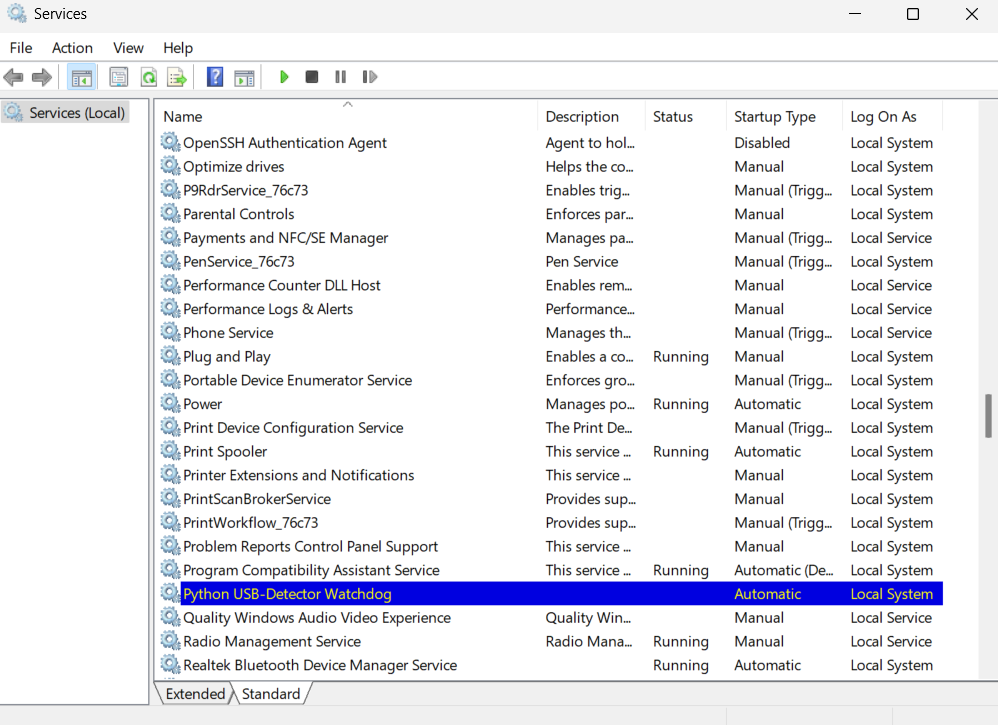 Services
File Action View Help
Services (Local)
Name Description Status Startup Type Log On As
OpenSSH Authentication Agent Agent to hol... Disabled Local System
Optimize drives Helps the co... Manual Local System
P9RdrService_76c73 Enables trig... Manual (Trigg... Local System
Parental Controls Enforces par... Manual Local System
Payments and NFC/SE Manager Manages pa... Manual (Trigg... Local Service
PenService_76c73 Pen Service Manual (Trigg... Local System
Performance Counter DLL Host Enables rem... Manual Local Service
Performance Logs & Alerts Performance... Manual Local Service
Phone Service Manages th... Manual (Trigg... Local Service
Plug and Play Enables a co... Running Manual Local System
Portable Device Enumerator Service Enforces gro... Manual (Trigg... Local System
Power Manages po... Running Automatic Local System
Print Device Configuration Service The Print De... Manual (Trigg... Local System
Print Spooler This service ... Running Automatic Local System
Printer Extensions and Notifications This service ... Manual Local System
PrintScanBrokerService Provides sup... Manual Local System
PrintWorkflow_76c73 Provides sup... Manual (Trigg... Local System
Problem Reports Control Panel Support This service ... Manual Local System
Program Compatibility Assistant Service This service ... Running Automatic (De... Local System
Python USB-Detector Watchdog Automatic Local System
Quality Windows Audio Video Experience Quality Win... Manual Local Service
Radio Management Service Radio Mana... Running Manual Local Service
Realtek Bluetooth Device Manager Service Running Automatic Local System
Extended Standard